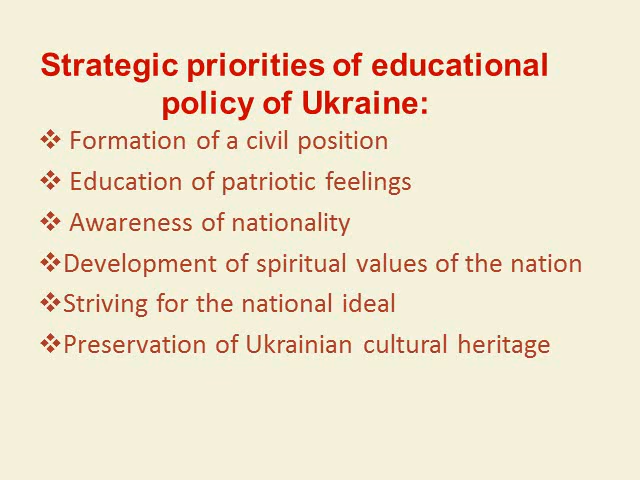 Strategic priorities of educational
policy of Ukraine:
❖ Formation of a civil position
❖ Education of patriotic feelings
❖ Awareness of nationality
❖Development of spiritual values of the nation
❖Striving for the national ideal
❖Preservation of Ukrainian cultural heritage